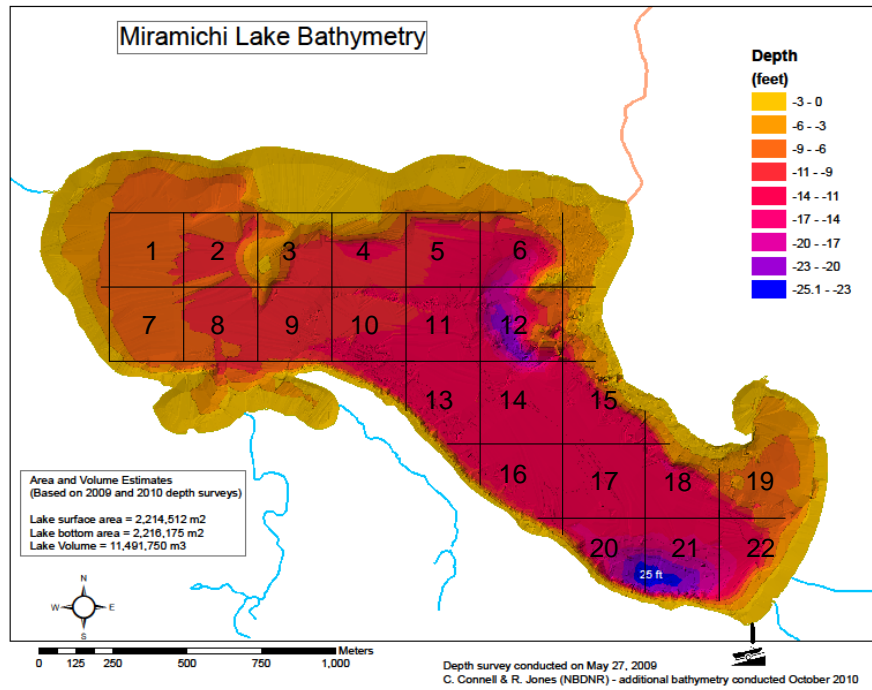 Miramichi Lake Bathymetry
Depth
(feet)
-3 - 0
-6 - -3
-9 - -6
-11 - -9
-14 - -11
-17 - -14
-20 - -17
-23 - -20
-25.1 - -23
1 2 3 4 5 6
7 8 9 10 11 12
13 14 15
16 17 18 19
20 21 22
25 ft
Area and Volume Estimates
(Based on 2009 and 2010 depth surveys)
Lake surface area = 2,214,512 m2
Lake bottom area = 2,216,175 m2
Lake Volume = 11,491,750 m3
N
W E
S
Meters
0 125 250 500 750 1,000
Depth survey conducted on May 27, 2009
C. Connell & R. Jones (NBDNR) - additional bathymetry conducted October 2010